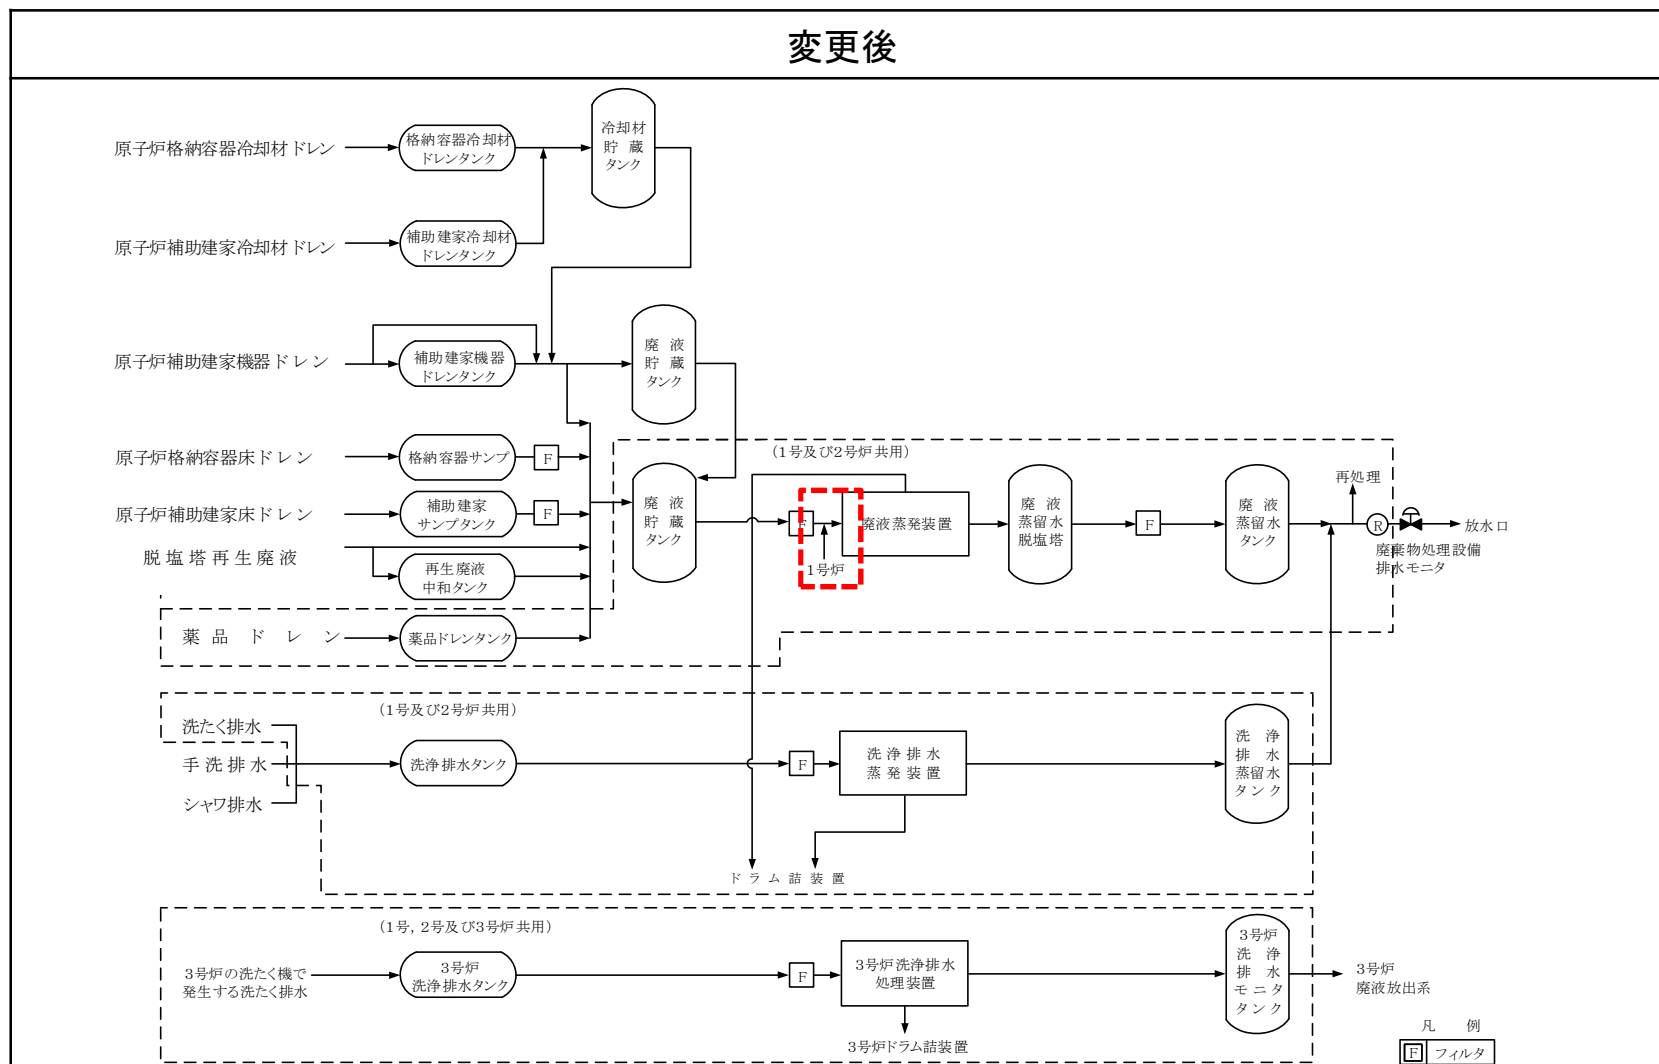 変更後
原子炉格納容器冷却材ドレン
格納容器冷却材
ドレンタンク
冷却材
貯蔵
タンク
原子炉補助建家冷却材ドレン
補助建家冷却材
ドレンタンク
原子炉補助建家機器ドレン
補助建家機器
ドレンタンク
廃液
貯蔵
タンク
原子炉格納容器床ドレン
格納容器サンプ
F
原子炉補助建家床ドレン
補助建家
サンプタンク
F
脱塩塔再生廃液
再生廃液
中和タンク
薬品ドレン
薬品ドレンタンク
(1号及び2号炉共用)
廃液
貯蔵
タンク
F
1号炉
廃液蒸発装置
廃液
蒸留水
脱塩塔
F
廃液
蒸留水
タンク
再処理
R
放水口
廃棄物処理設備
排水モニタ
(1号及び2号炉共用)
洗たく排水
手洗排水
シャワ排水
洗浄排水タンク
F
洗浄排水
蒸発装置
洗浄
排水
蒸留水
タンク
ドラム詰装置
(1号, 2号及び3号炉共用)
3号炉の洗たく機で
発生する洗たく排水
3号炉
洗浄排水タンク
F
3号炉洗浄排水
処理装置
3号炉
洗浄
排水
モニタ
タンク
3号炉
廃液放出系
3号炉ドラム詰装置
凡例
F フィルタ